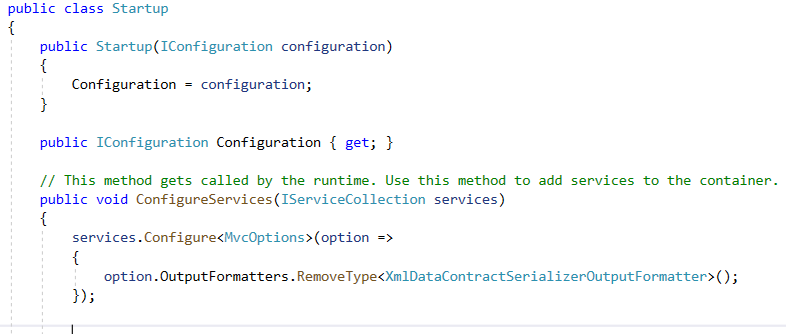 public class Startup
{
    public Startup(IConfiguration configuration)
    {
        Configuration = configuration;
    }

    public IConfiguration Configuration { get; }

    // This method gets called by the runtime. Use this method to add services to the container.
    public void ConfigureServices(IServiceCollection services)
    {
        services.Configure<MvcOptions>(option =>
        {
            option.OutputFormatters.RemoveType<XmlDataContractSerializerOutputFormatter>();
        });